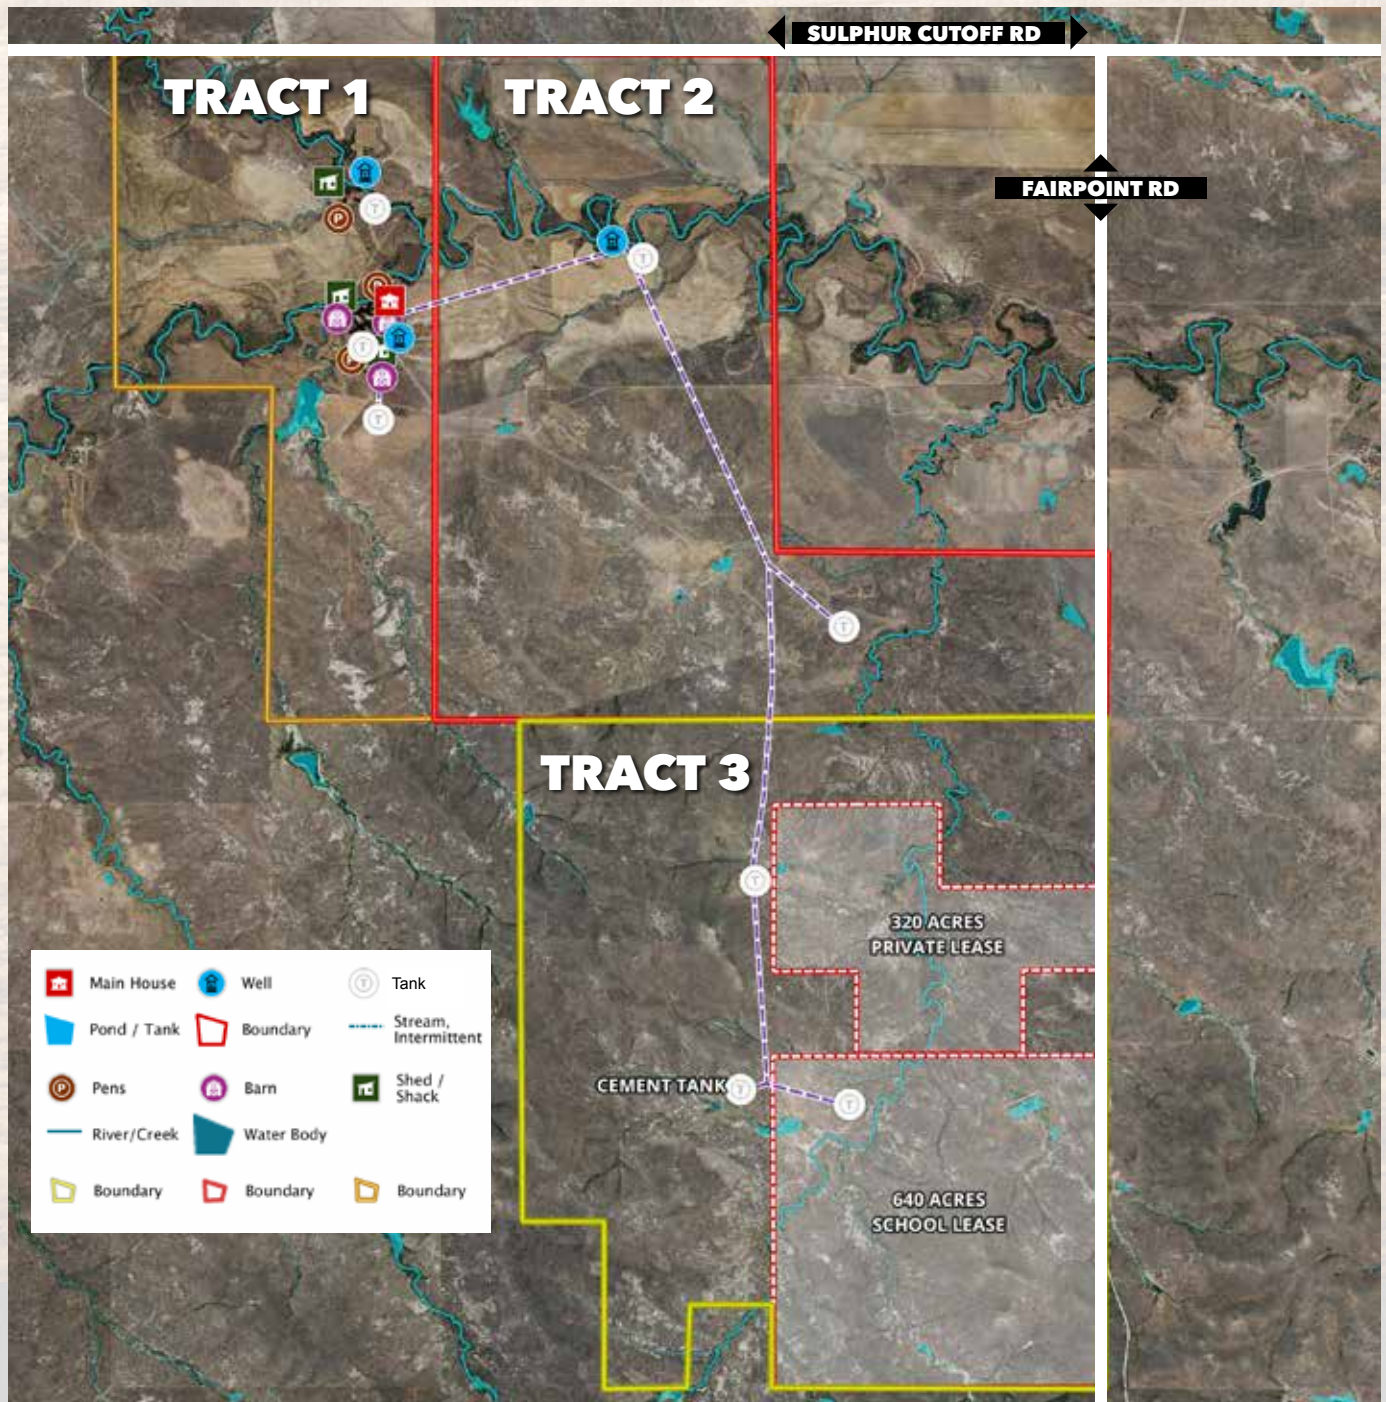 SULPHUR CUTOFF RD
TRACT 1
TRACT 2
FAIRPOINT RD
TRACT 3
320 ACRES
PRIVATE LEASE
CEMENT TANK
640 ACRES
SCHOOL LEASE
Main House
Well
T
Tank
Pond / Tank
Boundary
Stream,
Intermittent
P
Pens
Barn
Shed /
Shack
River/Creek
Water Body
Boundary
Boundary
Boundary